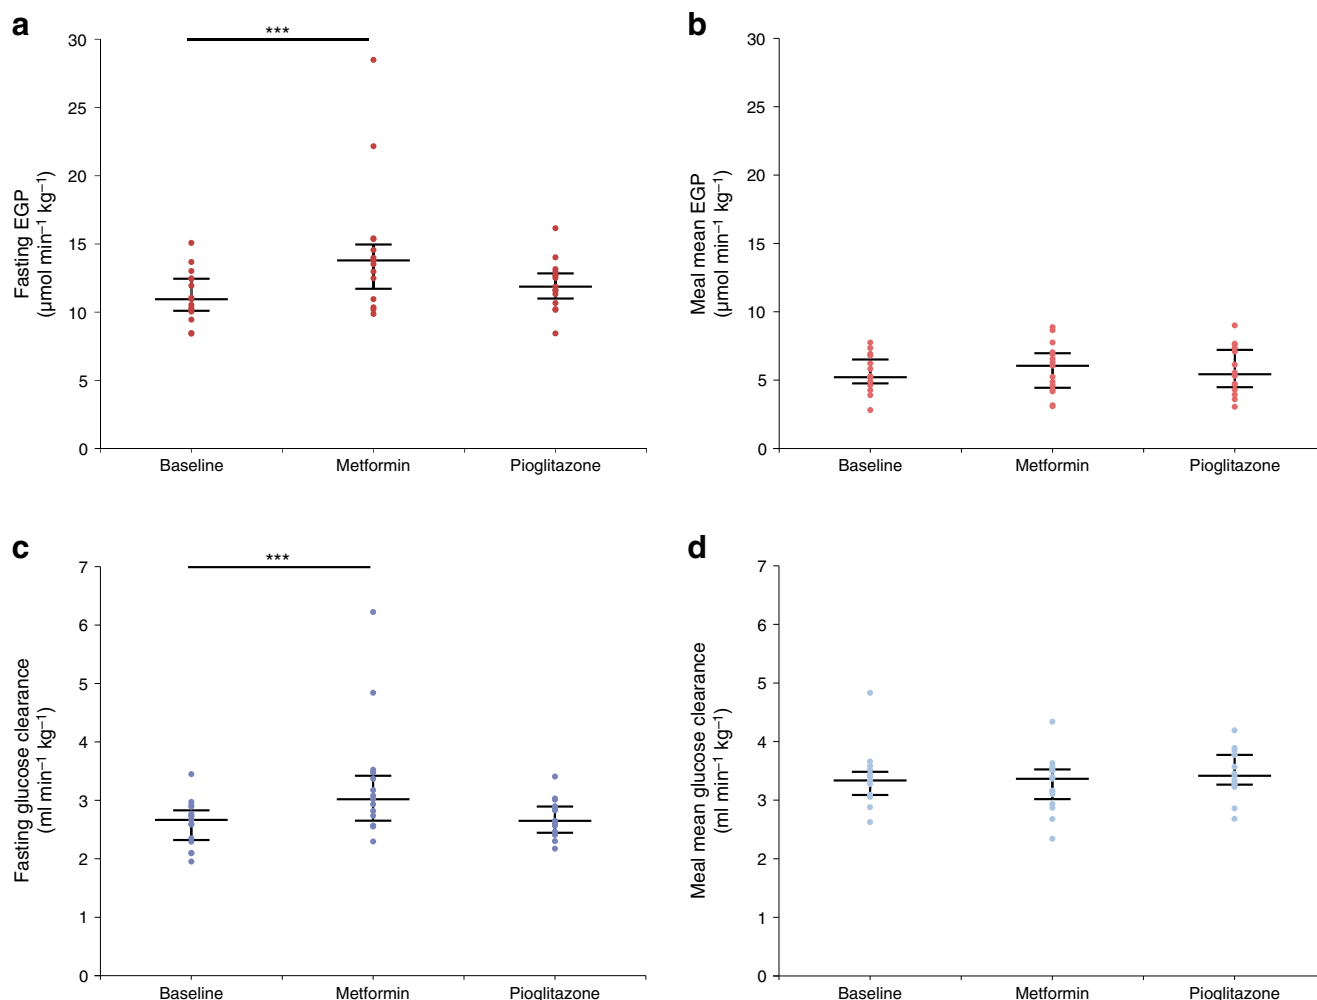 a
***
30
25
20
15
10
5
0
Fasting EGP
(µmol min⁻¹ kg⁻¹)
Baseline Metformin Pioglitazone
b
30
25
20
15
10
5
0
Meal mean EGP
(µmol min⁻¹ kg⁻¹)
Baseline Metformin Pioglitazone
c
***
7
6
5
4
3
2
1
0
Fasting glucose clearance
(ml min⁻¹ kg⁻¹)
Baseline Metformin Pioglitazone
d
7
6
5
4
3
2
1
0
Meal mean glucose clearance
(ml min⁻¹ kg⁻¹)
Baseline Metformin Pioglitazone